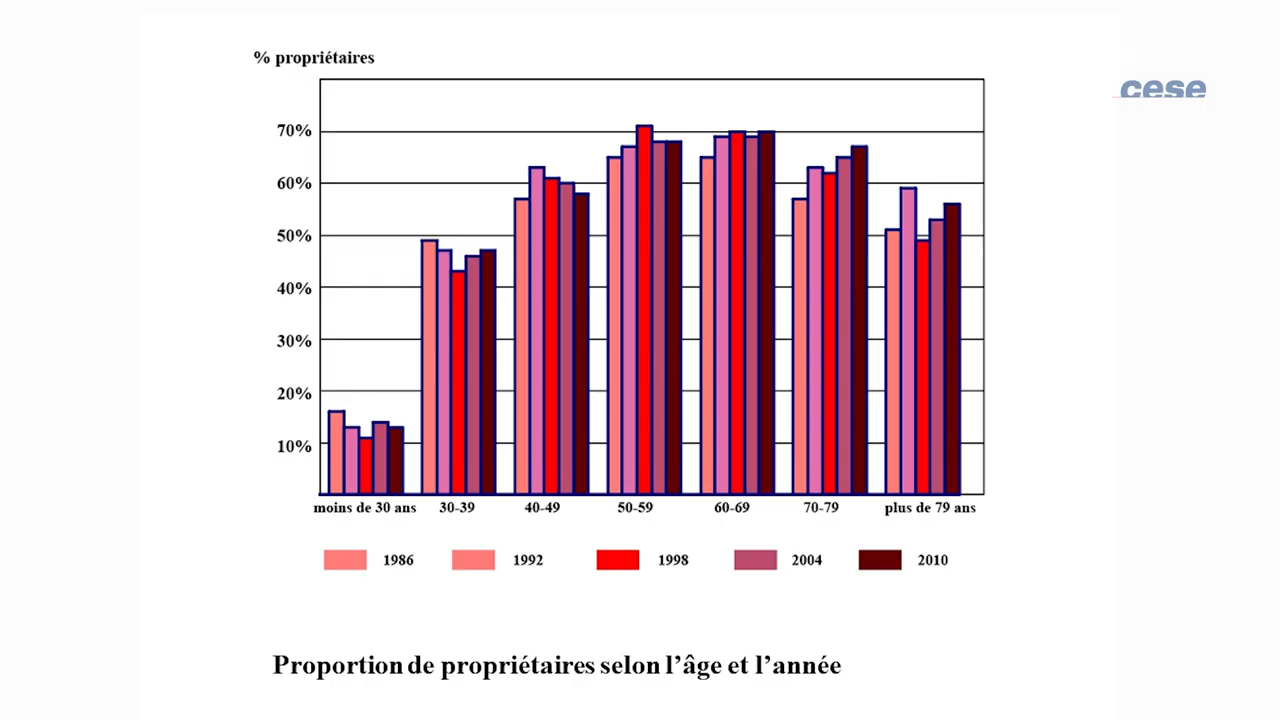 % propriétaires
cese
70%
60%
50%
40%
30%
20%
10%
moins de 30 ans 30-39 40-49 50-59 60-69 70-79 plus de 79 ans
1986 1992 1998 2004 2010
Proportion de propriétaires selon l’âge et l’année